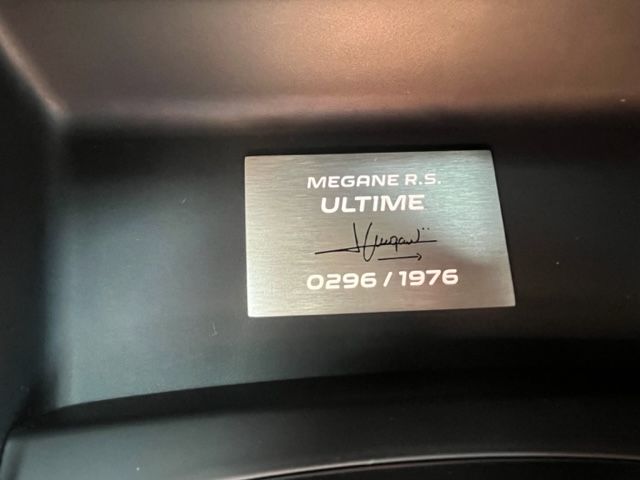 MEGANE R.S.
ULTIME
0296 / 1976